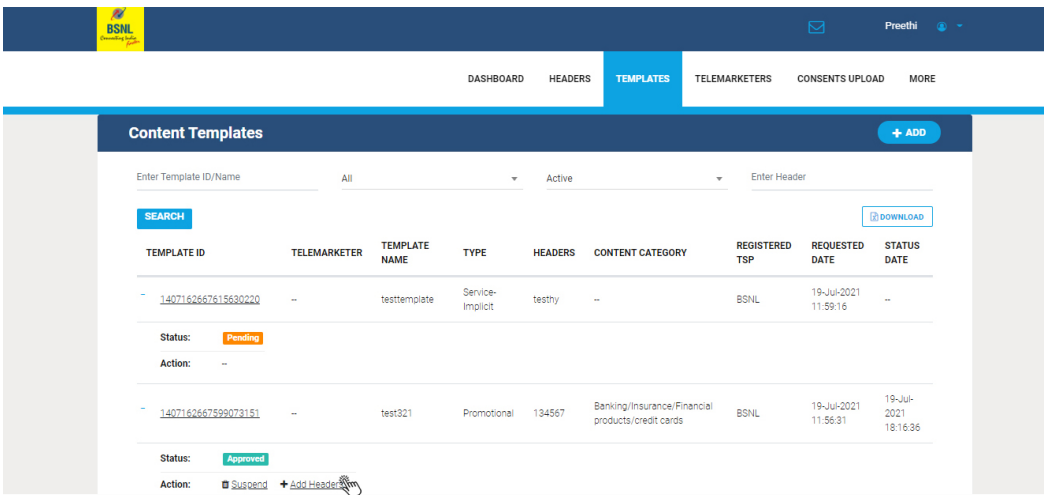 BSNL
Connecting India
Preethi
DASHBOARD HEADERS TEMPLATES TELEMARKETERS CONSENTS UPLOAD MORE
Content Templates + ADD
Enter Template ID/Name All Active Enter Header
SEARCH DOWNLOAD
TEMPLATE ID TELEMARKETER TEMPLATE NAME TYPE HEADERS CONTENT CATEGORY REGISTERED TSP REQUESTED DATE STATUS DATE
- 1407162667615630220 -- testtemplate Service-Implicit testhy -- BSNL 19-Jul-2021 11:59:16 --
Status: Pending
Action: --
- 1407162667599073151 -- test321 Promotional 134567 Banking/Insurance/Financial products/credit cards BSNL 19-Jul-2021 11:56:31 19-Jul-2021 18:16:36
Status: Approved
Action: Suspend + Add Headers